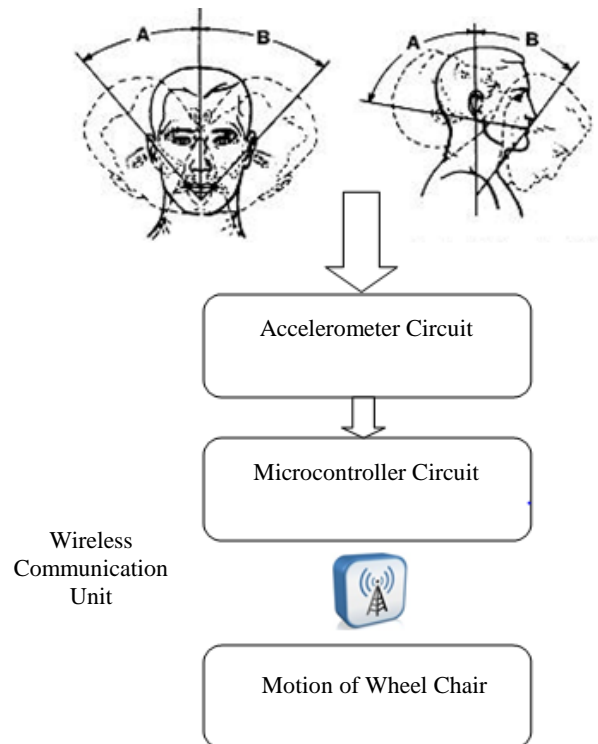 A B
A B
Accelerometer Circuit
Microcontroller Circuit
Wireless
Communication
Unit
Motion of Wheel Chair